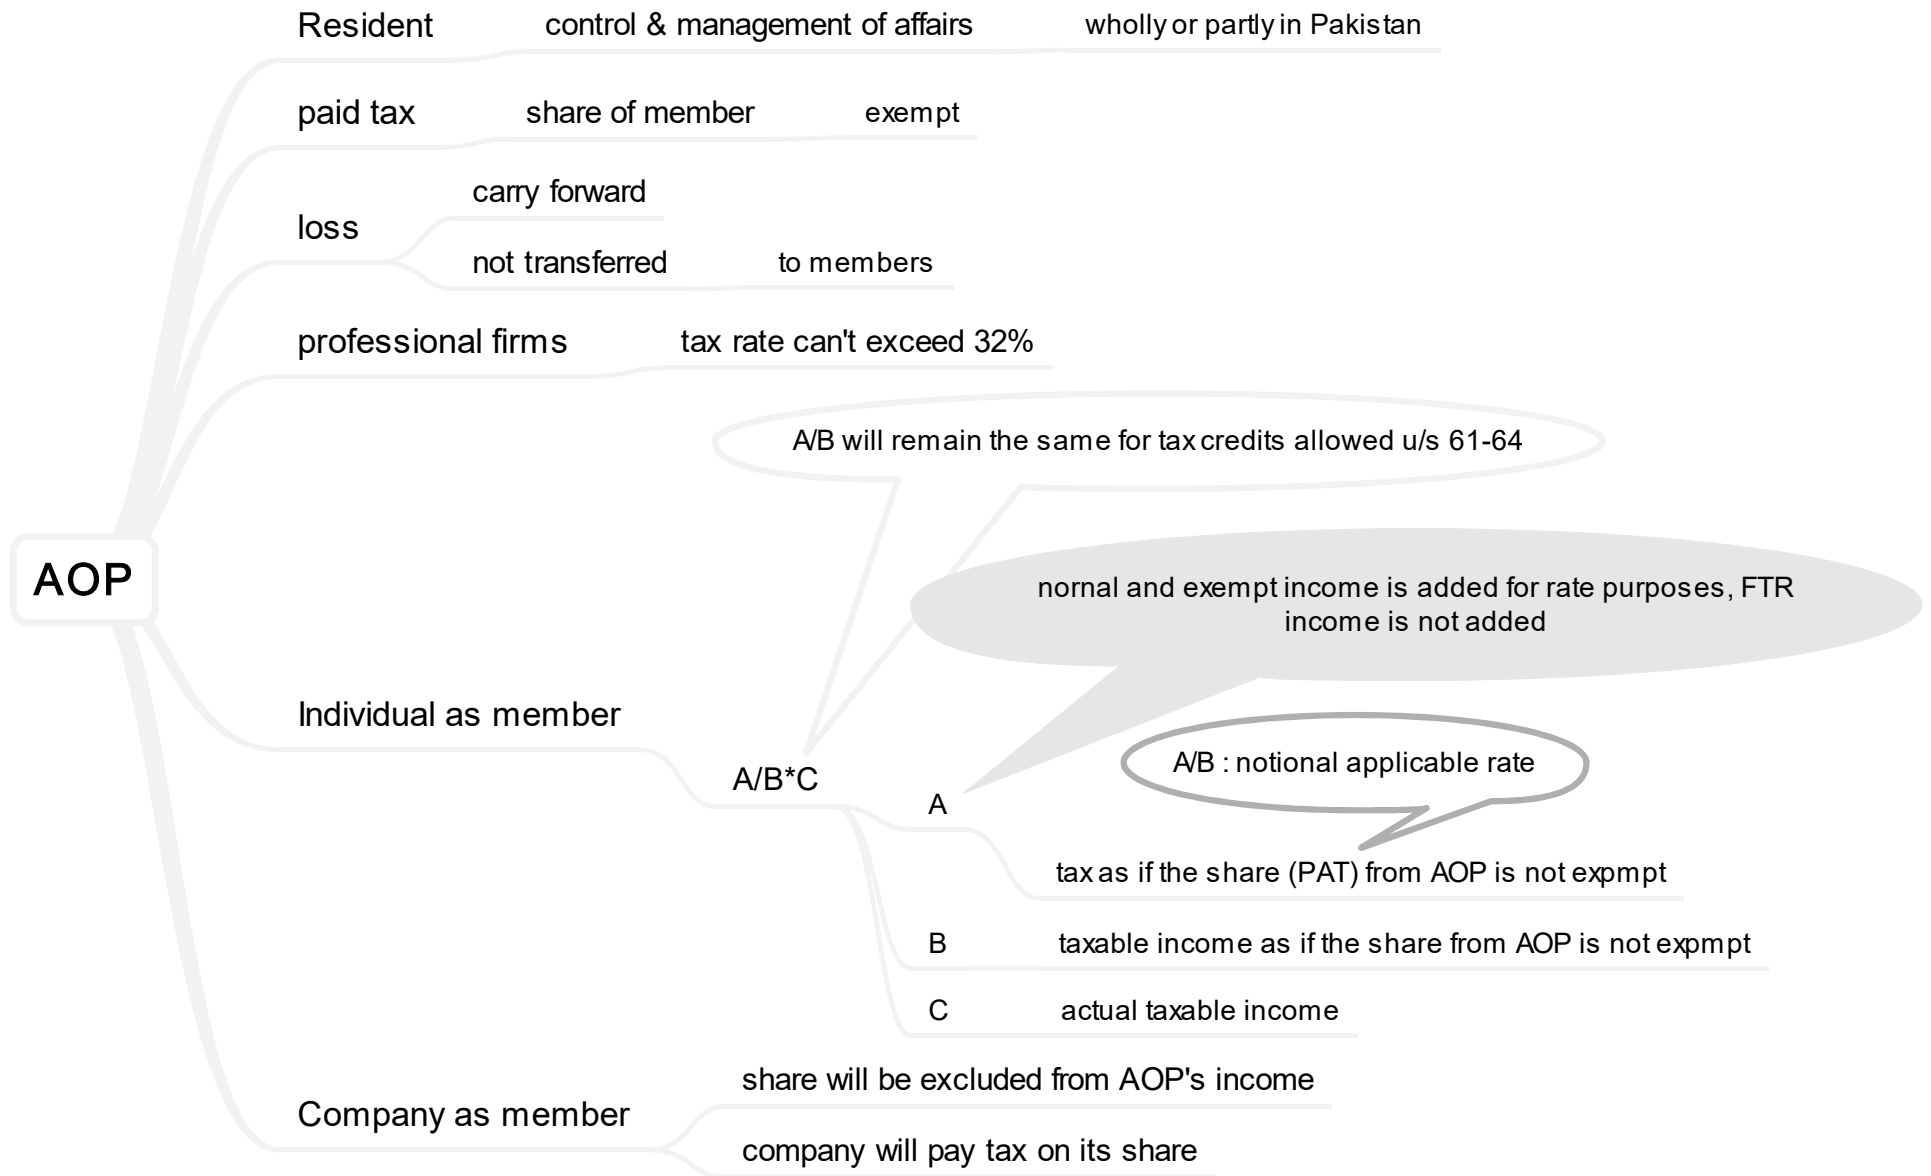 Resident
control & management of affairs
wholly or partly in Pakistan
paid tax
share of member
exempt
loss
carry forward
not transferred
to members
professional firms
tax rate can't exceed 32%
A/B will remain the same for tax credits allowed u/s 61-64
AOP
nornal and exempt income is added for rate purposes, FTR
income is not added
Individual as member
A/B*C
A/B : notional applicable rate
A
tax as if the share (PAT) from AOP is not expmpt
B
taxable income as if the share from AOP is not expmpt
C
actual taxable income
Company as member
share will be excluded from AOP's income
company will pay tax on its share